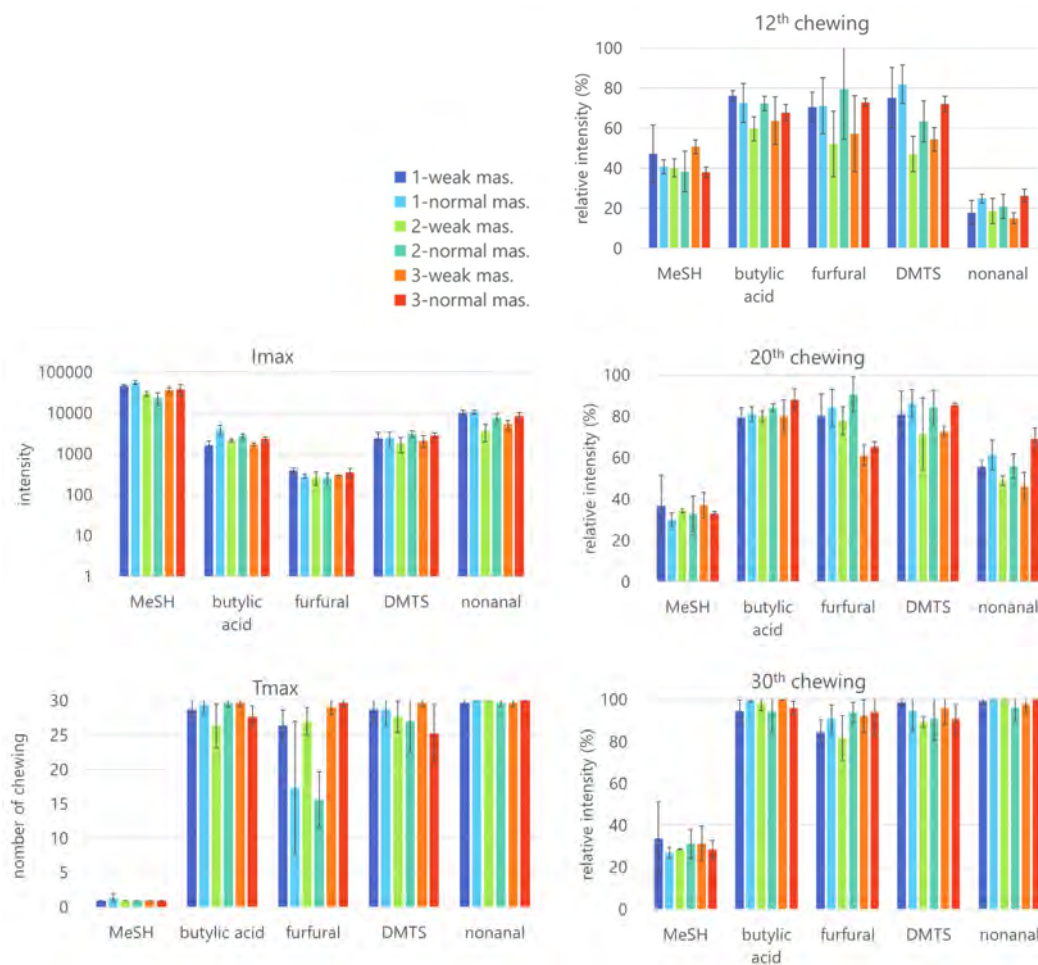 12th chewing
relative intensity (%)
100
80
60
40
20
0
MeSH
butylic
acid
furfural
DMTS
nonanal
1-weak mas.
1-normal mas.
2-weak mas.
2-normal mas.
3-weak mas.
3-normal mas.
Imax
intensity
100000
10000
1000
100
10
1
MeSH
butylic
acid
furfural
DMTS
nonanal
20th chewing
relative intensity (%)
100
80
60
40
20
0
MeSH
butylic
acid
furfural
DMTS
nonanal
Tmax
nomber of chewing
30
25
20
15
10
5
0
MeSH
butylic acid
furfural
DMTS
nonanal
30th chewing
relative intensity (%)
100
80
60
40
20
0
MeSH
butylic
acid
furfural
DMTS
nonanal